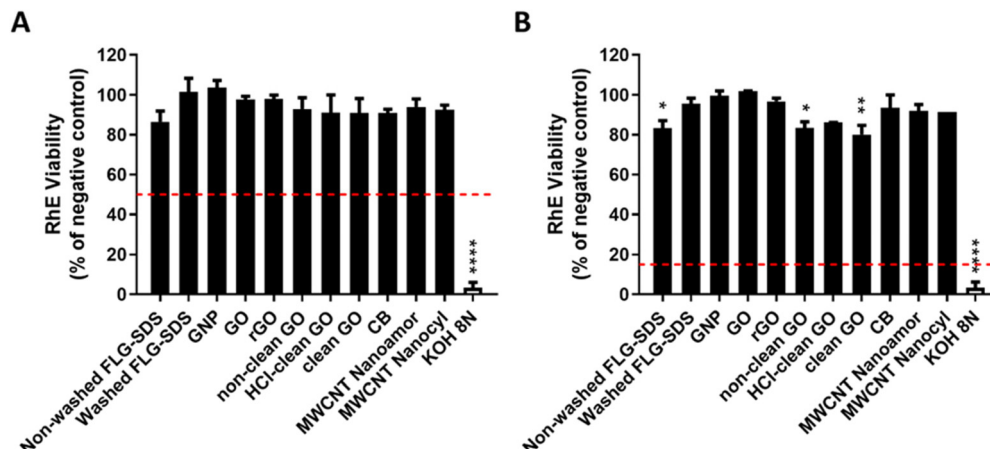 A
RhE Viability
(% of negative control)
120
100
80
60
40
20
0
****
Non-washed FLG-SDS
Washed FLG-SDS
GNP
GO
rGO
non-clean GO
HCl-clean GO
clean GO
CB
MWCNT Nanoamor
MWCNT Nanocyl
KOH 8N
B
RhE Viability
(% of negative control)
120
100
80
60
40
20
0
*
*
**
****
Non-washed FLG-SDS
Washed FLG-SDS
GNP
GO
rGO
non-clean GO
HCl-clean GO
clean GO
CB
MWCNT Nanoamor
MWCNT Nanocyl
KOH 8N